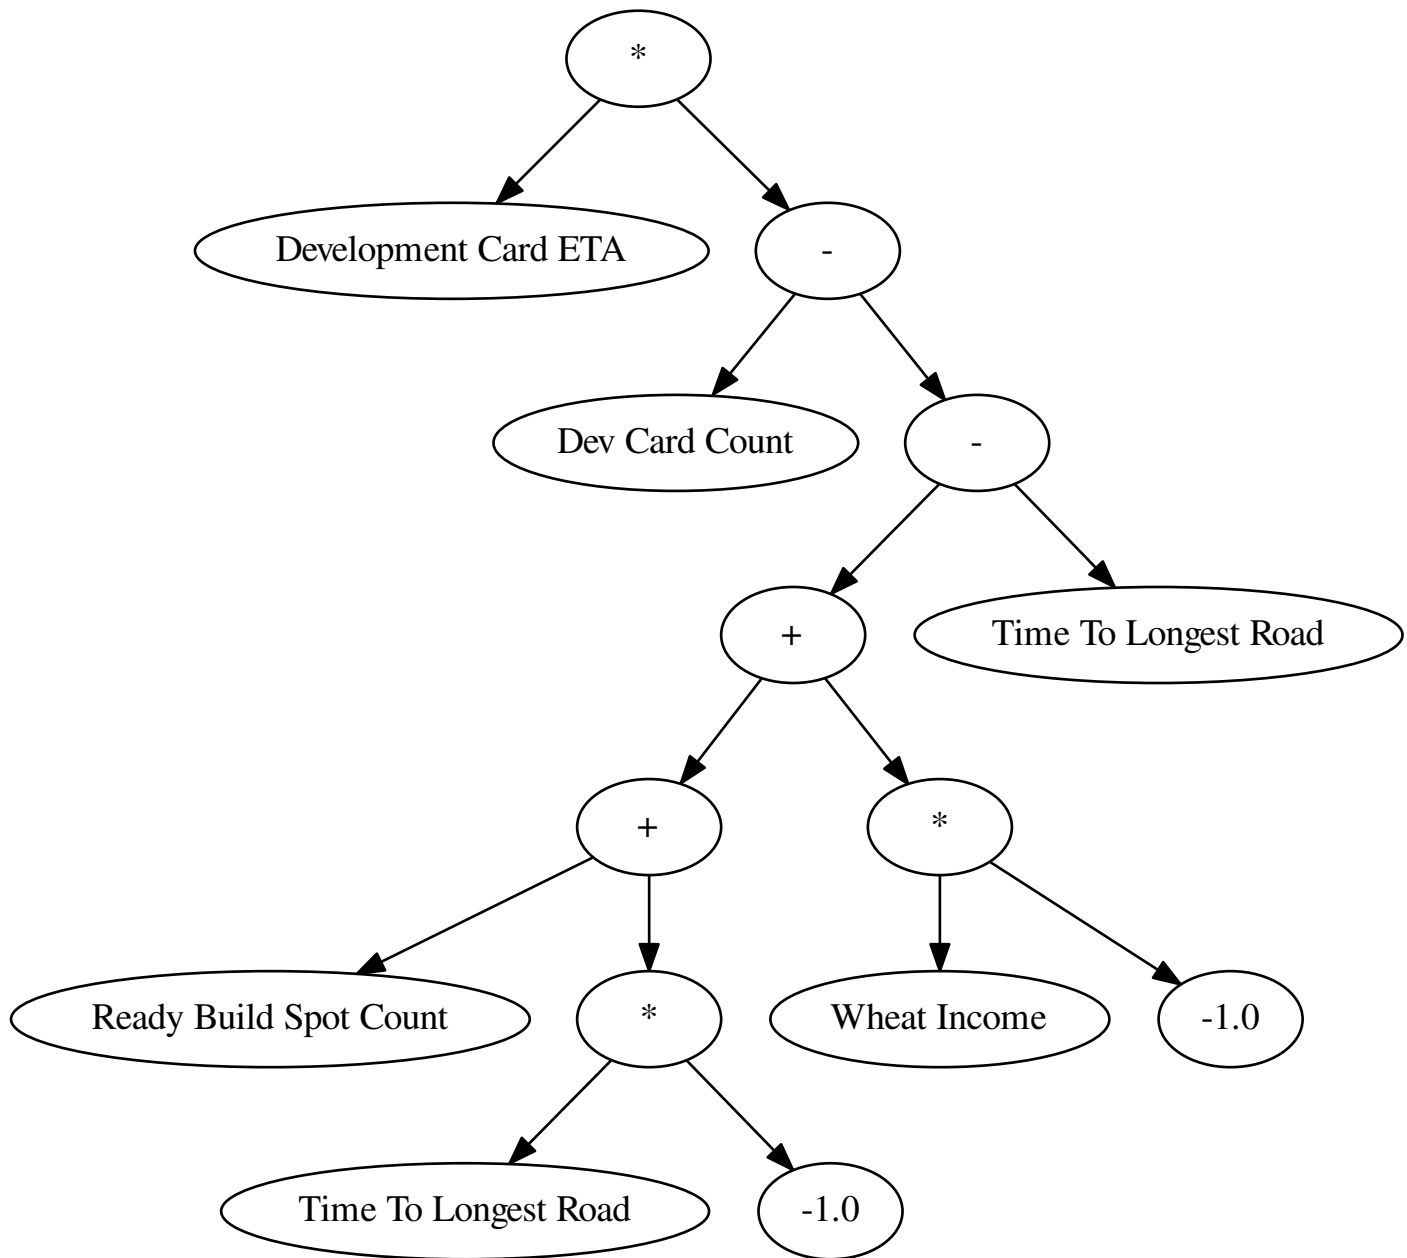 *
Development Card ETA
-
Dev Card Count
-
+
Time To Longest Road
+
*
Ready Build Spot Count
*
Wheat Income
-1.0
Time To Longest Road
-1.0